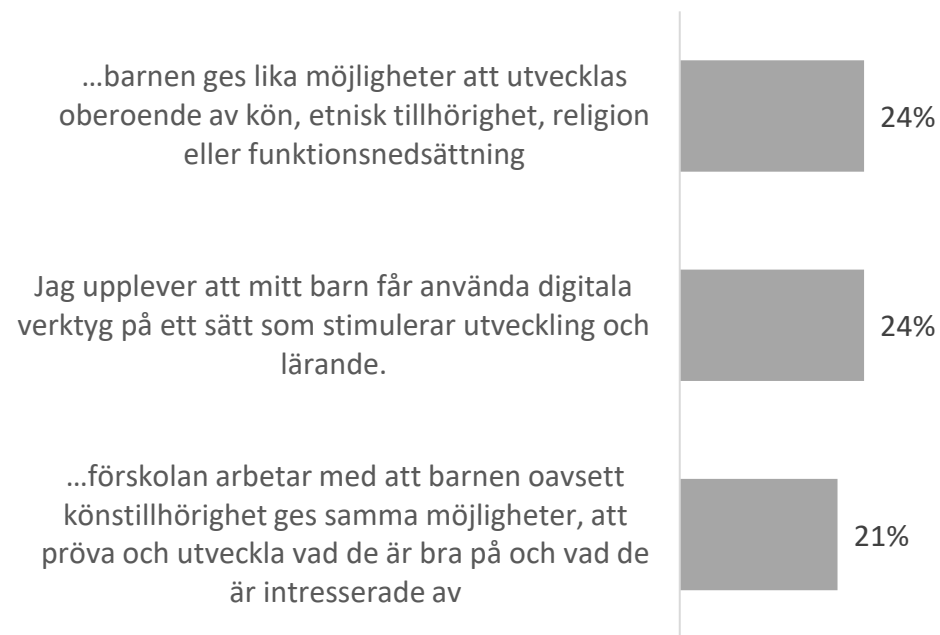 ...barnen ges lika möjligheter att utvecklas
oberoende av kön, etnisk tillhörighet, religion
eller funktionsnedsättning
24%
Jag upplever att mitt barn får använda digitala
verktyg på ett sätt som stimulerar utveckling och
lärande.
24%
...förskolan arbetar med att barnen oavsett
könstillhörighet ges samma möjligheter, att
pröva och utveckla vad de är bra på och vad de
är intresserade av
21%